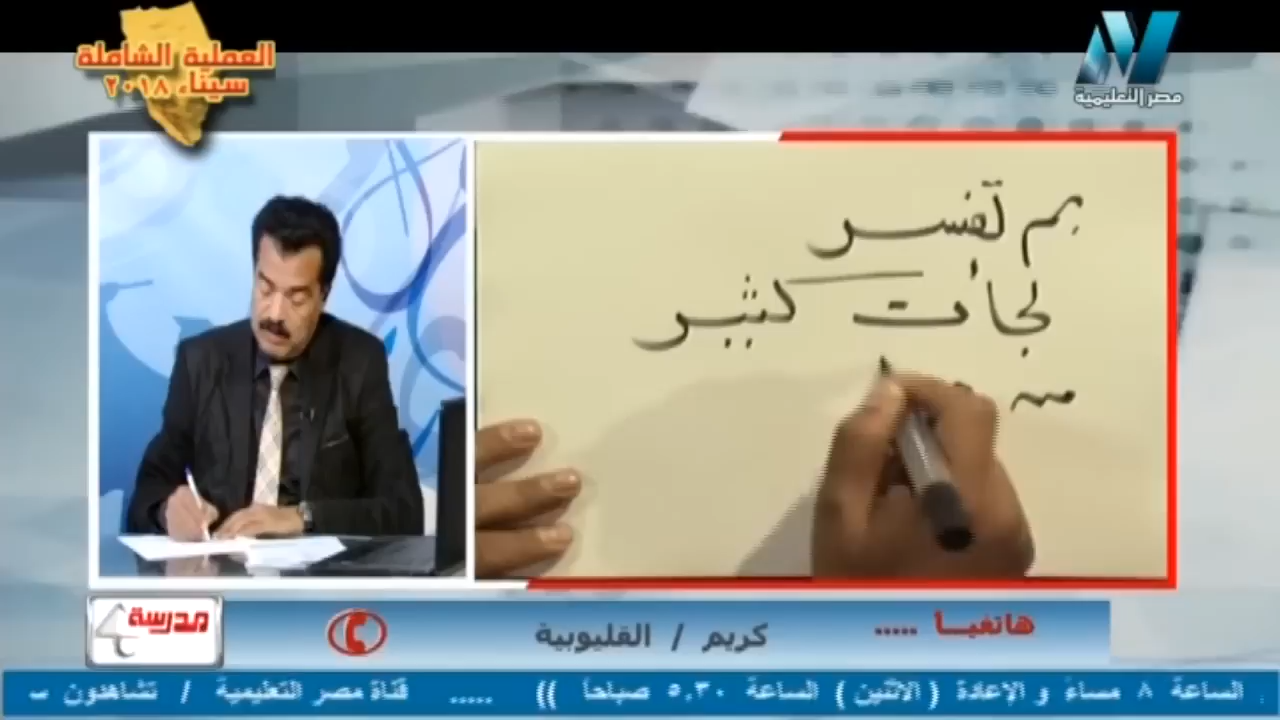 العملية الشاملة
سيناء ٢٠١٨
مصر التعليمية
بم تفسر
لجأت كثير
مدرسة
هاتفيـاً .....
كريم / القليوبية
الساعة ٨ مساءً و الإعادة ( الاثنين ) الساعة ٥,٣٠ صباحاً )) ..... قناة مصر التعليمية / تشاهدون